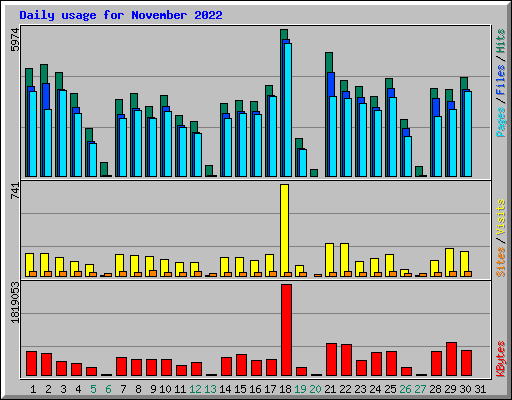 Daily usage for November 2022
5974
Pages / Files / Hits
741
Sites / Visits
1819053
KBytes
1 2 3 4 5 6 7 8 9 10 11 12 13 14 15 16 17 18 19 20 21 22 23 24 25 26 27 28 29 30 31